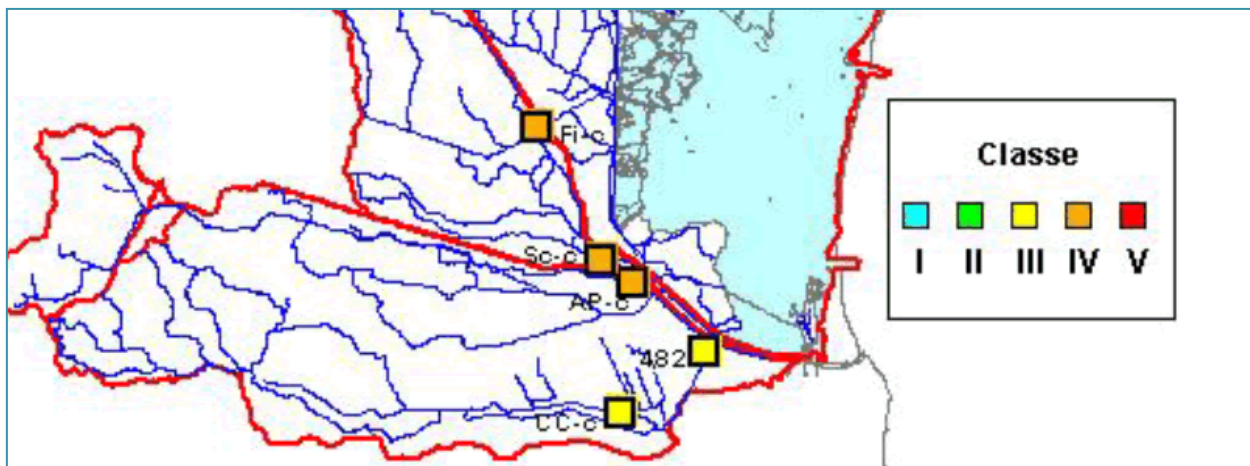 Fi-c
Classe
I II III IV V
Sc-c
AP-c
482
CC-c